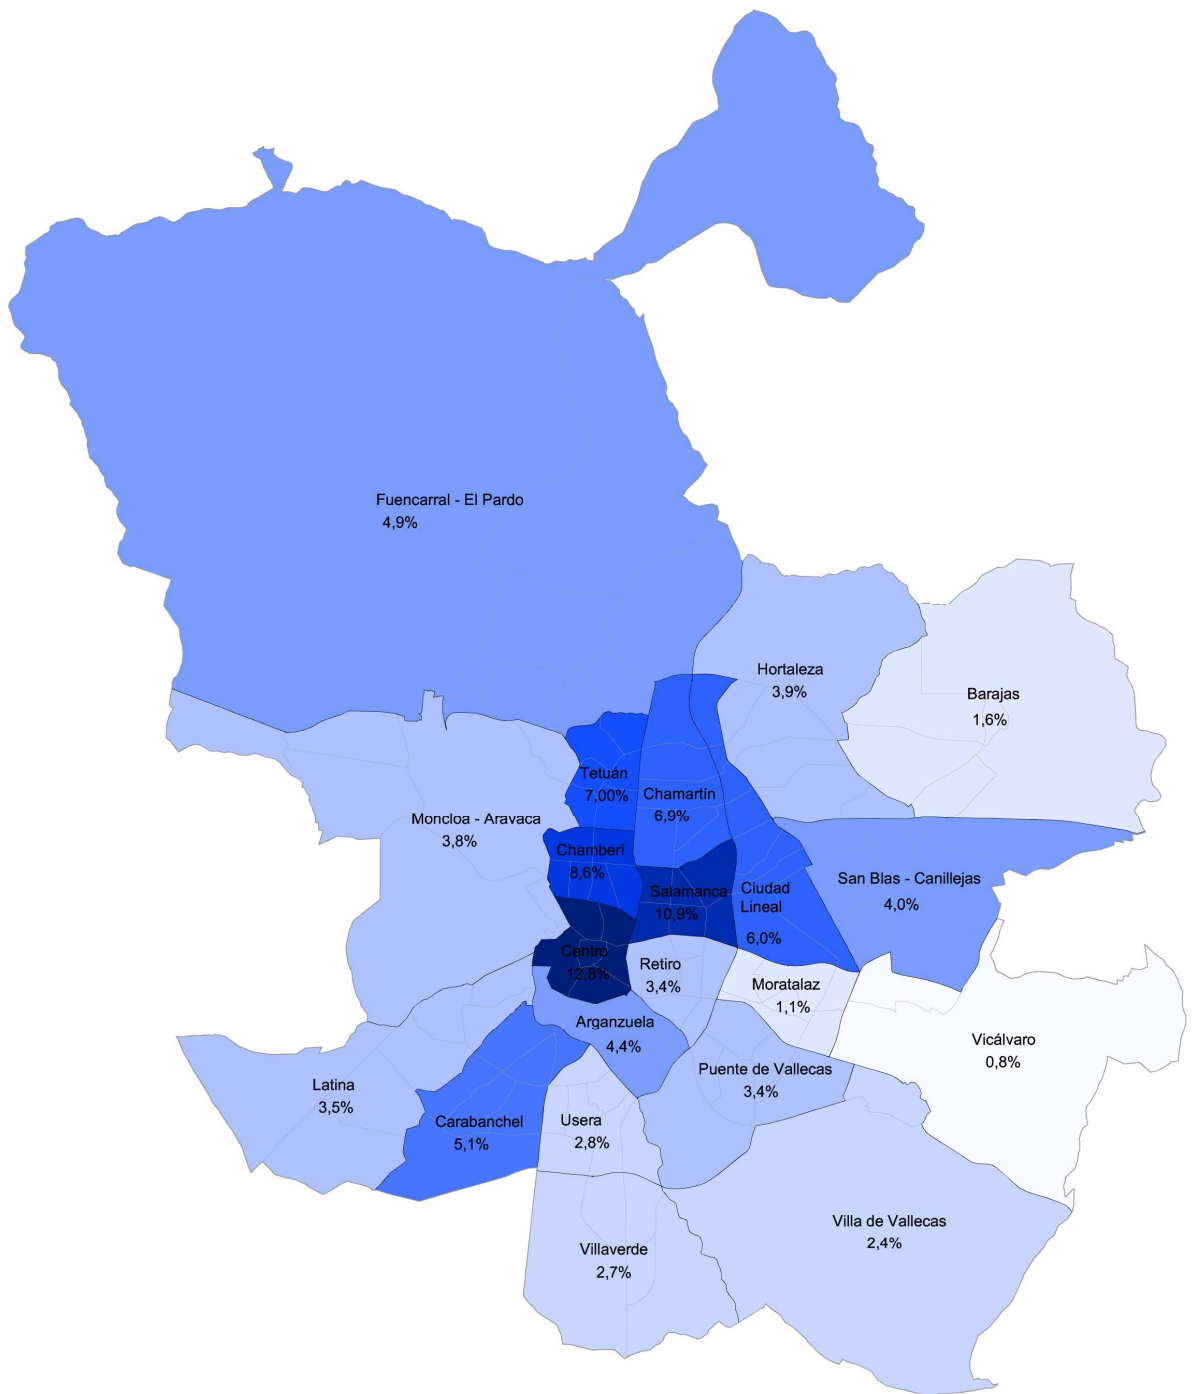 Fuencarral - El Pardo
4,9%
Hortaleza
3,9%
Barajas
1,6%
Tetuán
7,00%
Chamartín
6,9%
Moncloa - Aravaca
3,8%
Chamberí
8,6%
Salamanca
10,9%
Ciudad
Lineal
6,0%
San Blas - Canillejas
4,0%
Centro
12,8%
Retiro
3,4%
Moratalaz
1,1%
Arganzuela
4,4%
Vicálvaro
0,8%
Puente de Vallecas
3,4%
Latina
3,5%
Carabanchel
5,1%
Usera
2,8%
Villa de Vallecas
2,4%
Villaverde
2,7%